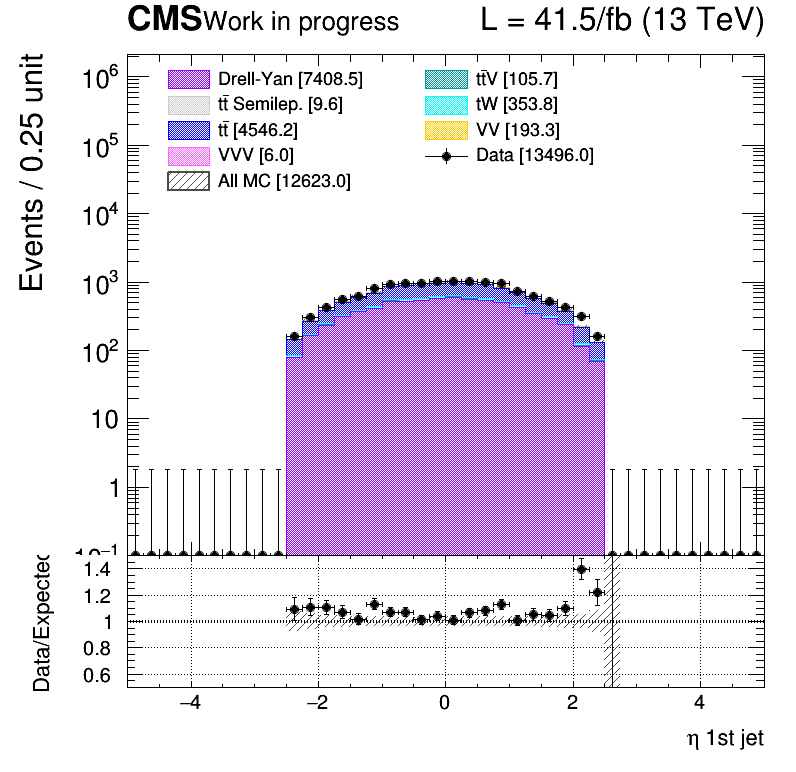 CMS Work in progress L = 41.5/fb (13 TeV)
Events / 0.25 unit
10⁶
10⁵
10⁴
10³
10²
10
1
10⁻¹
Drell-Yan [7408.5]
tt̄ Semilep. [9.6]
tt̄ [4546.2]
VVV [6.0]
All MC [12623.0]
tt̄V [105.7]
tW [353.8]
VV [193.3]
Data [13496.0]
Data/Expected
1.4
1.2
1
0.8
0.6
−4 −2 0 2 4
η 1st jet